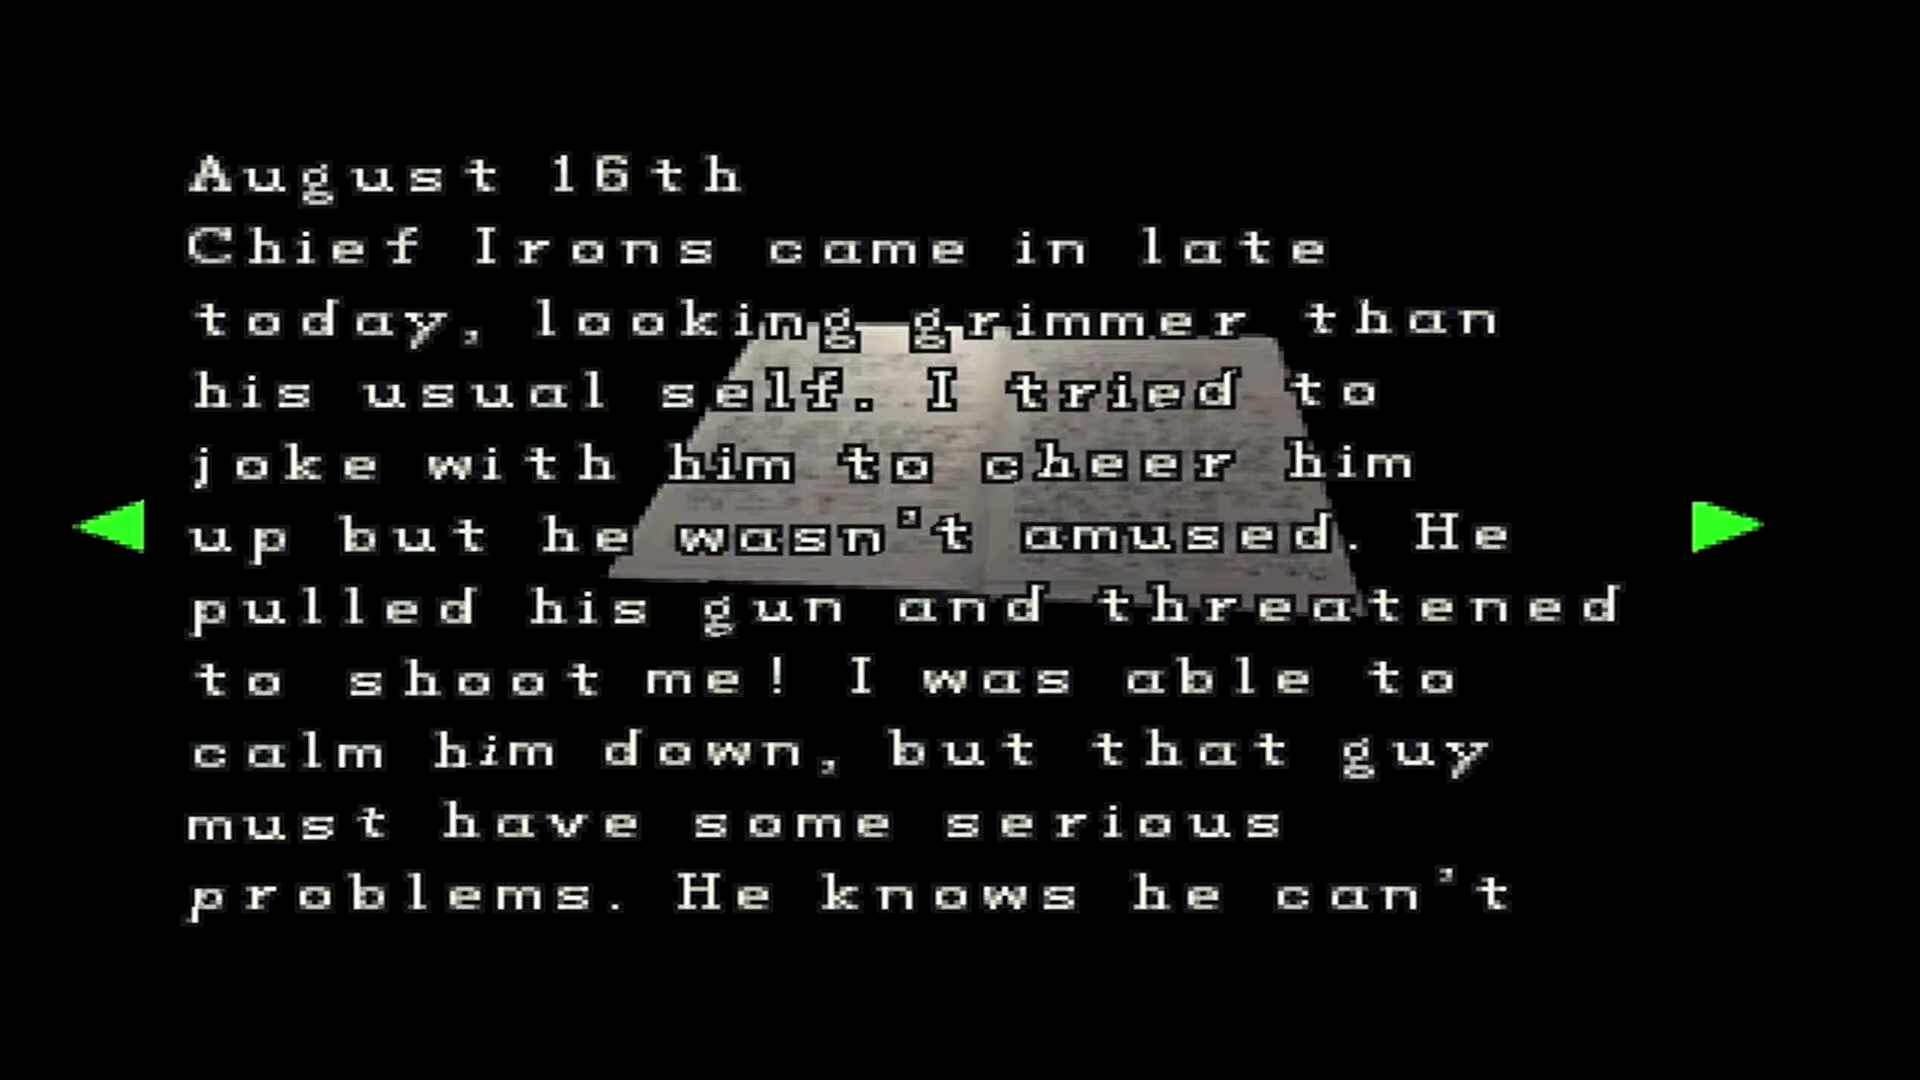 August 16th
Chief Irons came in late
today, looking grimmer than
his usual self. I tried to
joke with him to cheer him
up but he wasn't amused. He
pulled his gun and threatened
to shoot me! I was able to
calm him down, but that guy
must have some serious
problems. He knows he can't